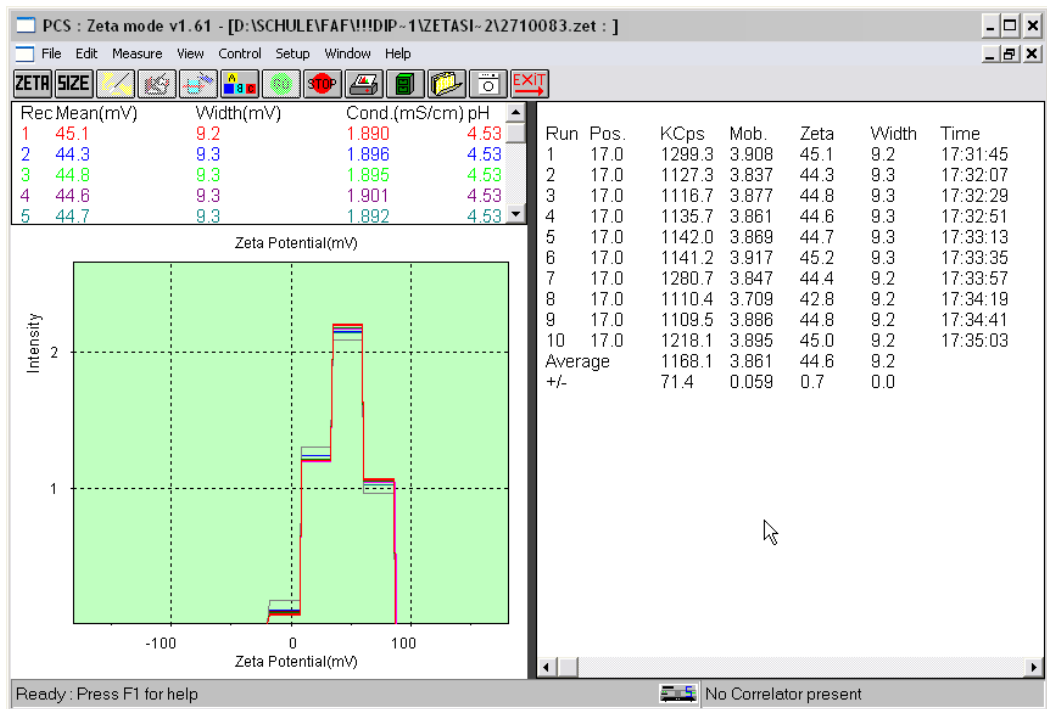 PCS : Zeta mode v1.61 - [D:\SCHULE\FAF\!!!DIP~1\ZETASI~2\2710083.zet : ]
File Edit Measure View Control Setup Window Help
ZETA SIZE A B C GO STOP EXIT
Rec Mean(mV) Width(mV) Cond.(mS/cm) pH
1 45.1 9.2 1.890 4.53
2 44.3 9.3 1.896 4.53
3 44.8 9.3 1.895 4.53
4 44.6 9.3 1.901 4.53
5 44.7 9.3 1.892 4.53
Zeta Potential(mV)
Intensity
2
1
-100 0 100
Zeta Potential(mV)
Run Pos. KCps Mob. Zeta Width Time
1 17.0 1299.3 3.908 45.1 9.2 17:31:45
2 17.0 1127.3 3.837 44.3 9.3 17:32:07
3 17.0 1116.7 3.877 44.8 9.3 17:32:29
4 17.0 1135.7 3.861 44.6 9.3 17:32:51
5 17.0 1142.0 3.869 44.7 9.3 17:33:13
6 17.0 1141.2 3.917 45.2 9.3 17:33:35
7 17.0 1280.7 3.847 44.4 9.2 17:33:57
8 17.0 1110.4 3.709 42.8 9.2 17:34:19
9 17.0 1109.5 3.886 44.8 9.2 17:34:41
10 17.0 1218.1 3.895 45.0 9.2 17:35:03
Average 1168.1 3.861 44.6 9.2
+/- 71.4 0.059 0.7 0.0
Ready : Press F1 for help
No Correlator present